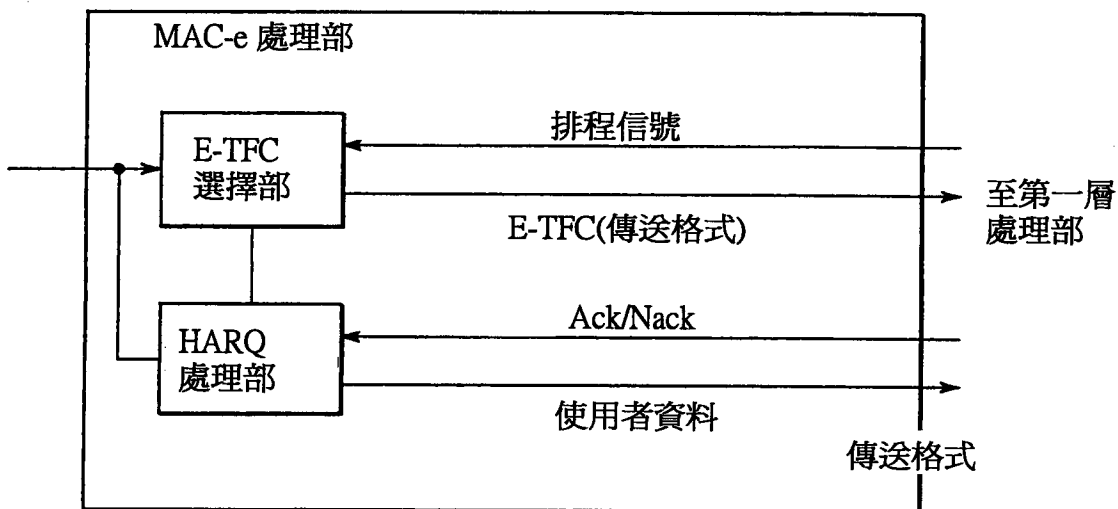 MAC-e 處理部
E-TFC
選擇部
排程信號
E-TFC(傳送格式)
至第一層
處理部
HARQ
處理部
Ack/Nack
使用者資料
傳送格式